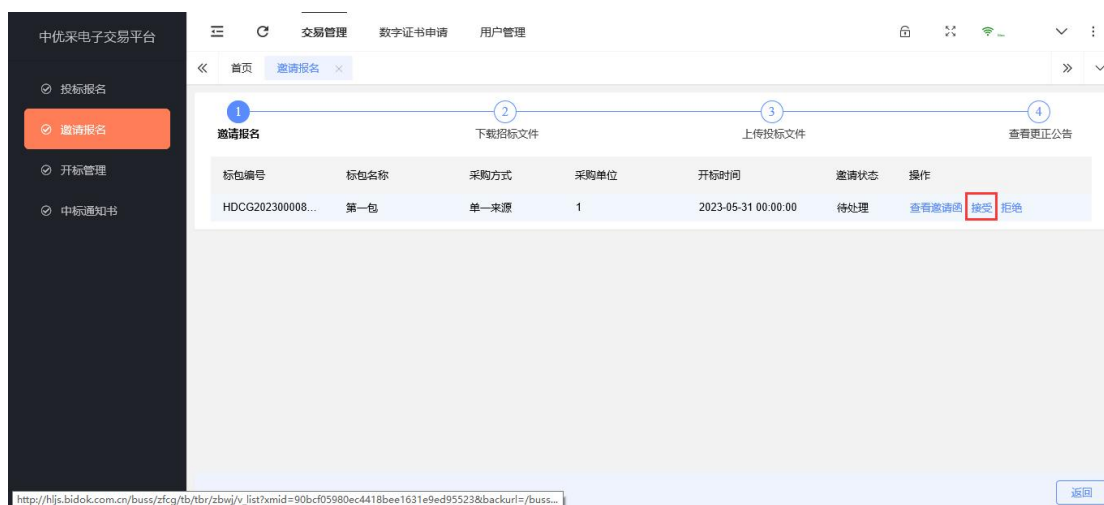 中优采电子交易平台
交易管理 数字证书申请 用户管理
首页 邀请报名
投标报名
邀请报名
开标管理
中标通知书
1 2 3 4
邀请报名 下载招标文件 上传投标文件 查看更正公告
标包编号 标包名称 采购方式 采购单位 开标时间 邀请状态 操作
HDCG202300008... 第一包 单一来源 1 2023-05-31 00:00:00 待处理 查看邀请函 接受 拒绝
http://hljs.bidok.com.cn/buss/zfcg/tb/tbr/zbwj/v_list?xmid=90bcf05980ec4418bee1631e9ed95523&backurl=/buss...
返回